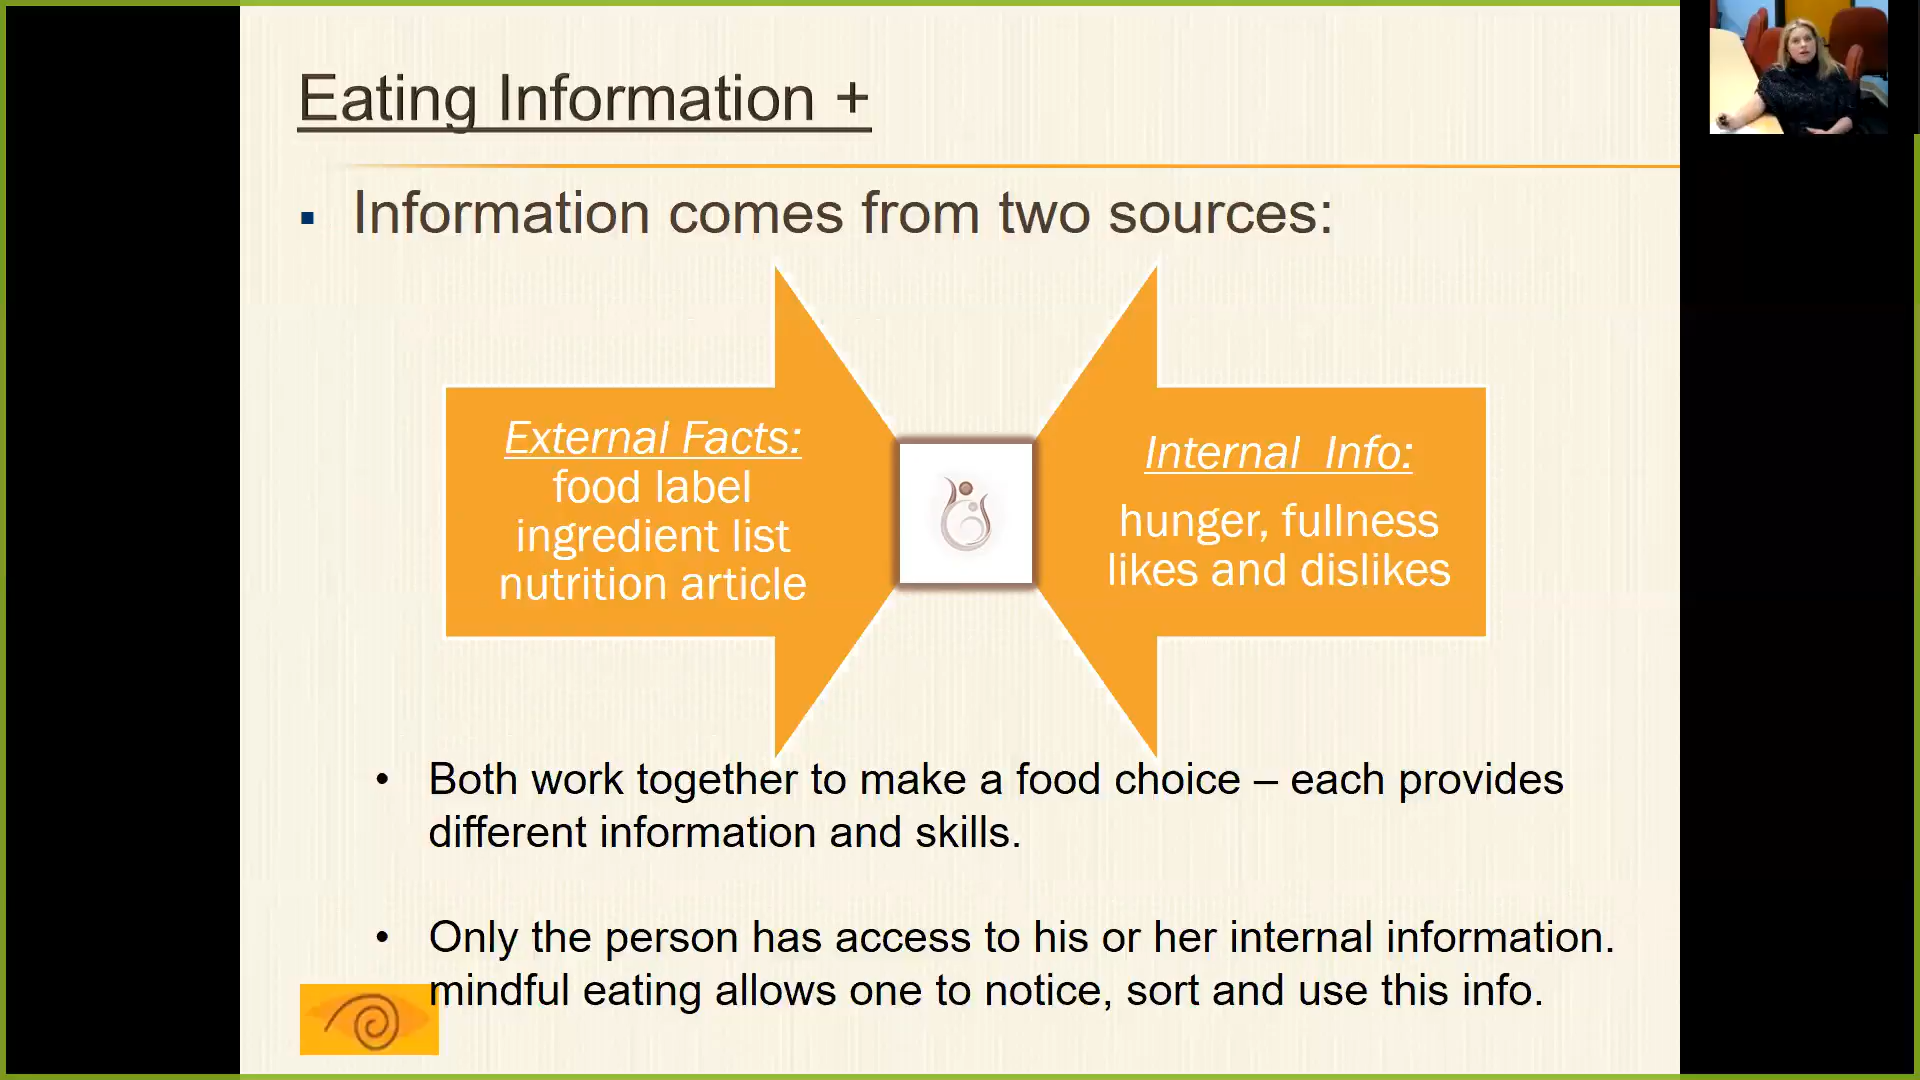 Eating Information +
▪ Information comes from two sources:
External Facts:
food label
ingredient list
nutrition article
Internal Info:
hunger, fullness
likes and dislikes
• Both work together to make a food choice – each provides
different information and skills.
• Only the person has access to his or her internal information.
mindful eating allows one to notice, sort and use this info.